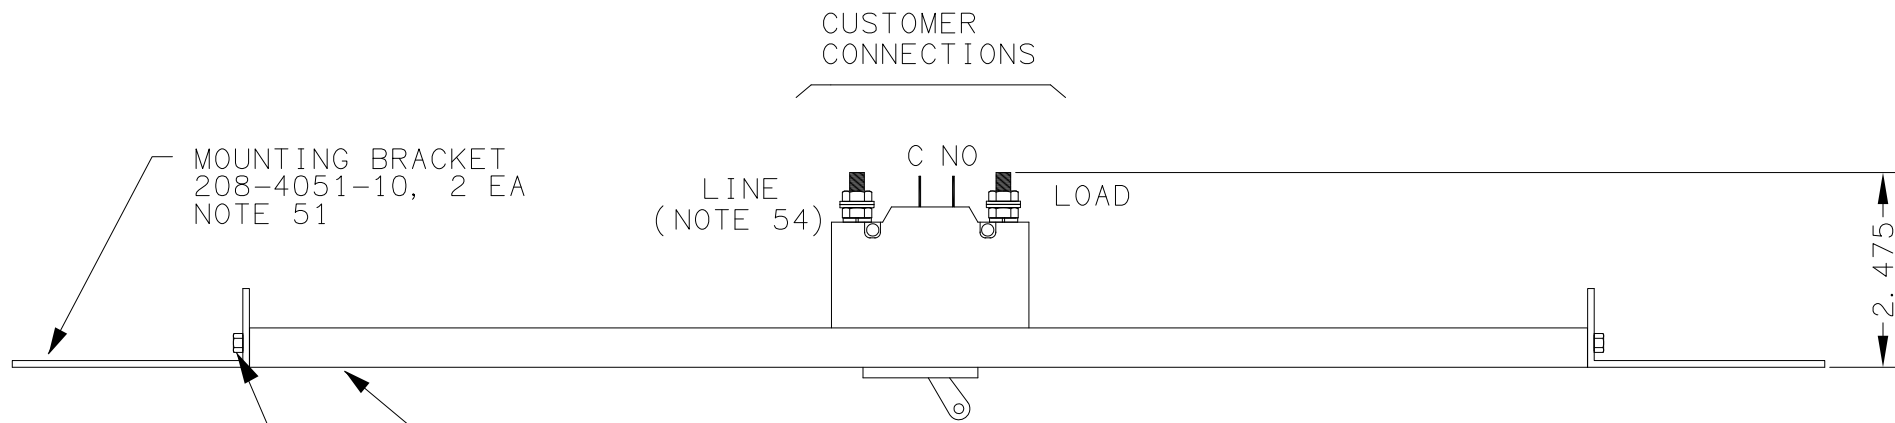 CUSTOMER
CONNECTIONS
MOUNTING BRACKET
208-4051-10, 2 EA
NOTE 51
C NO
LINE
(NOTE 54)
LOAD
2.475